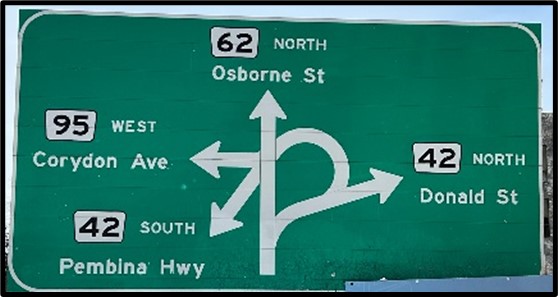 62 NORTH
Osborne St
95 WEST
Corydon Ave
42 NORTH
Donald St
42 SOUTH
Pembina Hwy